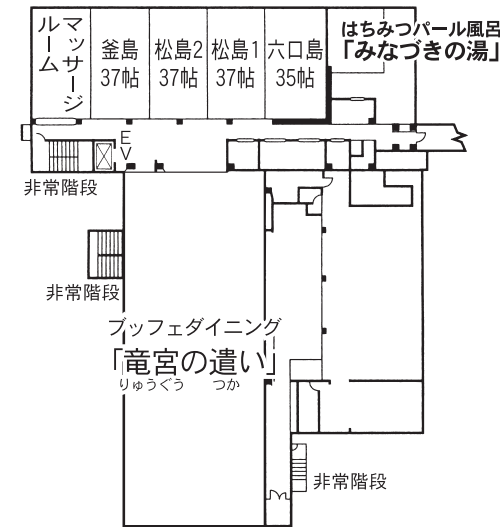 はちみつパール風呂
「みなづきの湯」
マッサージ
ルーム
釜島
37帖
松島2
37帖
松島1
37帖
六口島
35帖
EV
非常階段
非常階段
ブッフェダイニング
「竜宮の遣い」
りゅうぐう つか
非常階段